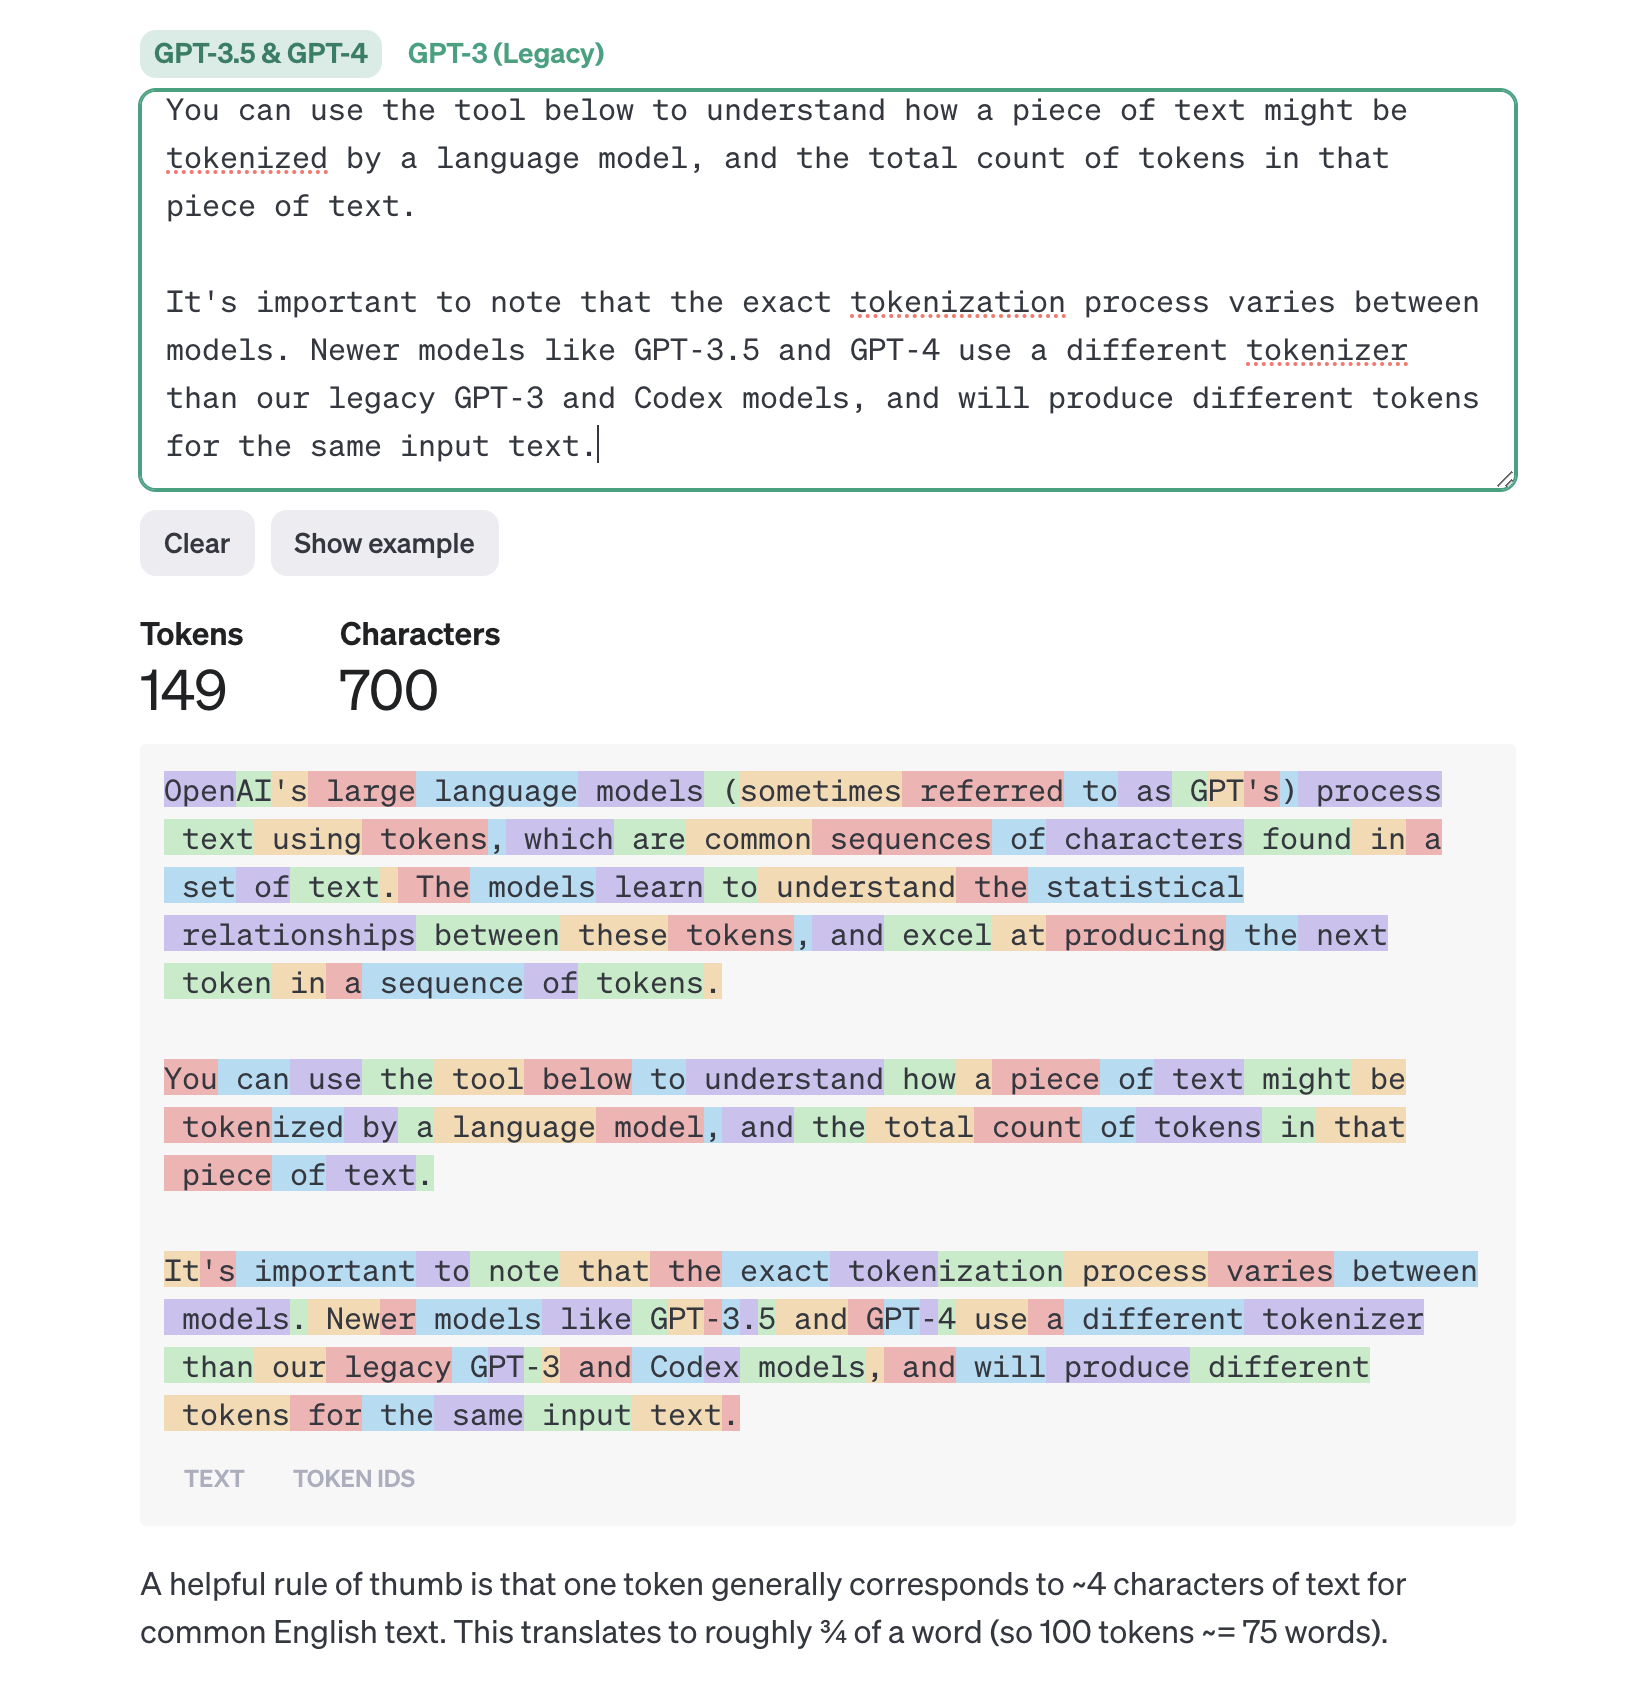 GPT-3.5 & GPT-4 GPT-3 (Legacy)
You can use the tool below to understand how a piece of text might be
tokenized by a language model, and the total count of tokens in that
piece of text.
It's important to note that the exact tokenization process varies between
models. Newer models like GPT-3.5 and GPT-4 use a different tokenizer
than our legacy GPT-3 and Codex models, and will produce different tokens
for the same input text.
Clear Show example
Tokens Characters
149 700
OpenAI's large language models (sometimes referred to as GPT's) process
text using tokens, which are common sequences of characters found in a
set of text. The models learn to understand the statistical
relationships between these tokens, and excel at producing the next
token in a sequence of tokens.
You can use the tool below to understand how a piece of text might be
tokenized by a language model, and the total count of tokens in that
piece of text.
It's important to note that the exact tokenization process varies between
models. Newer models like GPT-3.5 and GPT-4 use a different tokenizer
than our legacy GPT-3 and Codex models, and will produce different
tokens for the same input text.
TEXT TOKEN IDS
A helpful rule of thumb is that one token generally corresponds to ~4 characters of text for
common English text. This translates to roughly ¾ of a word (so 100 tokens ~= 75 words).